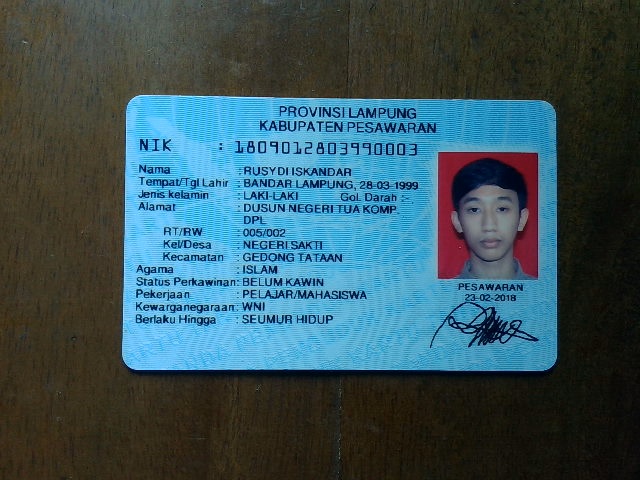 PROVINSI LAMPUNG
KABUPATEN PESAWARAN
NIK : 1809012803990003
Nama : RUSYDI ISKANDAR
Tempat/Tgl Lahir : BANDAR LAMPUNG, 28-03-1999
Jenis kelamin : LAKI-LAKI Gol. Darah :-
Alamat : DUSUN NEGERI TUA KOMP.
DPL
RT/RW : 005/002
Kel/Desa : NEGERI SAKTI
Kecamatan : GEDONG TATAAN
Agama : ISLAM
Status Perkawinan: BELUM KAWIN
Pekerjaan : PELAJAR/MAHASISWA
Kewarganegaraan: WNI
Berlaku Hingga : SEUMUR HIDUP
PESAWARAN
23-02-2018